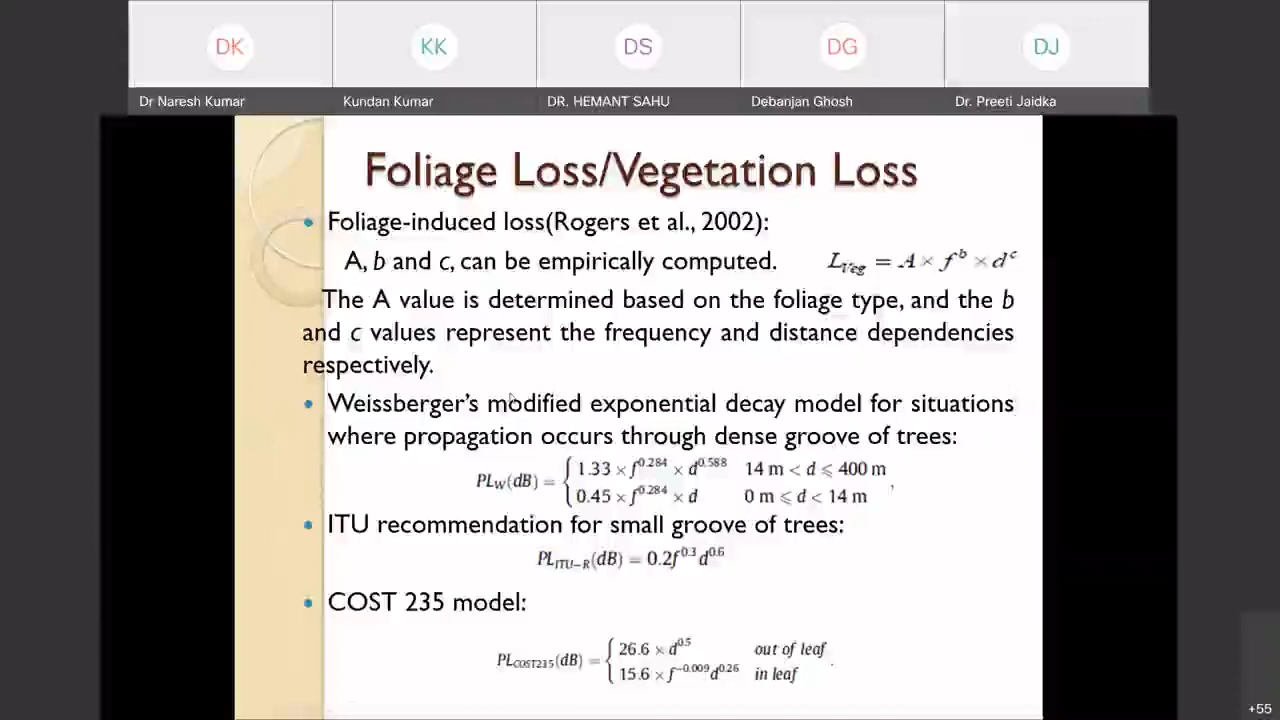 DK KK DS DG DJ
Dr Naresh Kumar Kundan Kumar DR. HEMANT SAHU Debanjan Ghosh Dr. Preeti Jaidka
Foliage Loss/Vegetation Loss
• Foliage-induced loss(Rogers et al., 2002):
A, b and c, can be empirically computed. L_Veg = A × f^b × d^c
The A value is determined based on the foliage type, and the b
and c values represent the frequency and distance dependencies
respectively.
• Weissberger's modified exponential decay model for situations
where propagation occurs through dense groove of trees:
PL_W(dB) = { 1.33 × f^0.284 × d^0.588 14 m < d ⩽ 400 m
0.45 × f^0.284 × d 0 m ⩽ d < 14 m ,
• ITU recommendation for small groove of trees:
PL_ITU−R(dB) = 0.2f^0.3 d^0.6
• COST 235 model:
PL_COST235(dB) = { 26.6 × d^0.5 out of leaf
15.6 × f^−0.009 d^0.26 in leaf .
+55